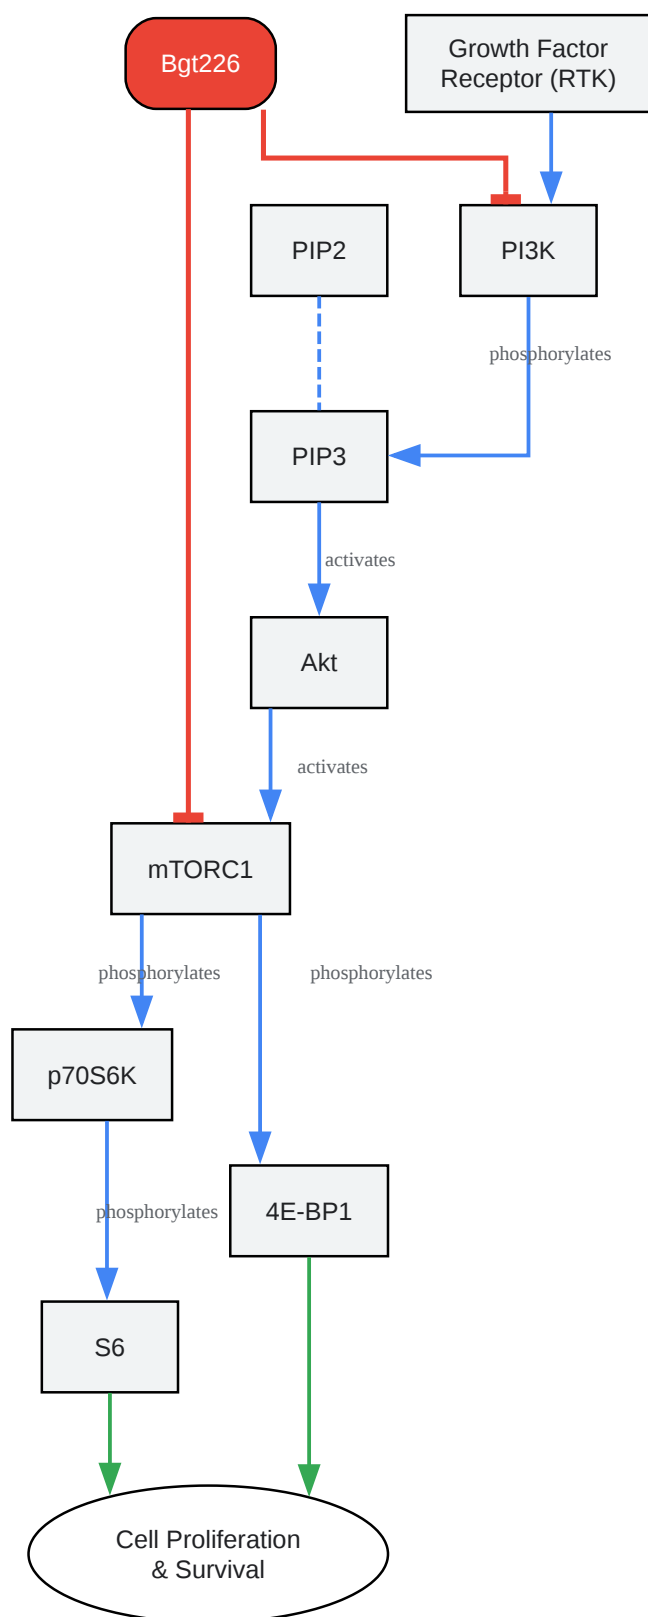 Bgt226
Growth Factor
Receptor (RTK)
PIP2
PI3K
phosphorylates
PIP3
activates
Akt
activates
mTORC1
phosphorylates
phosphorylates
p70S6K
phosphorylates
4E-BP1
S6
Cell Proliferation
& Survival